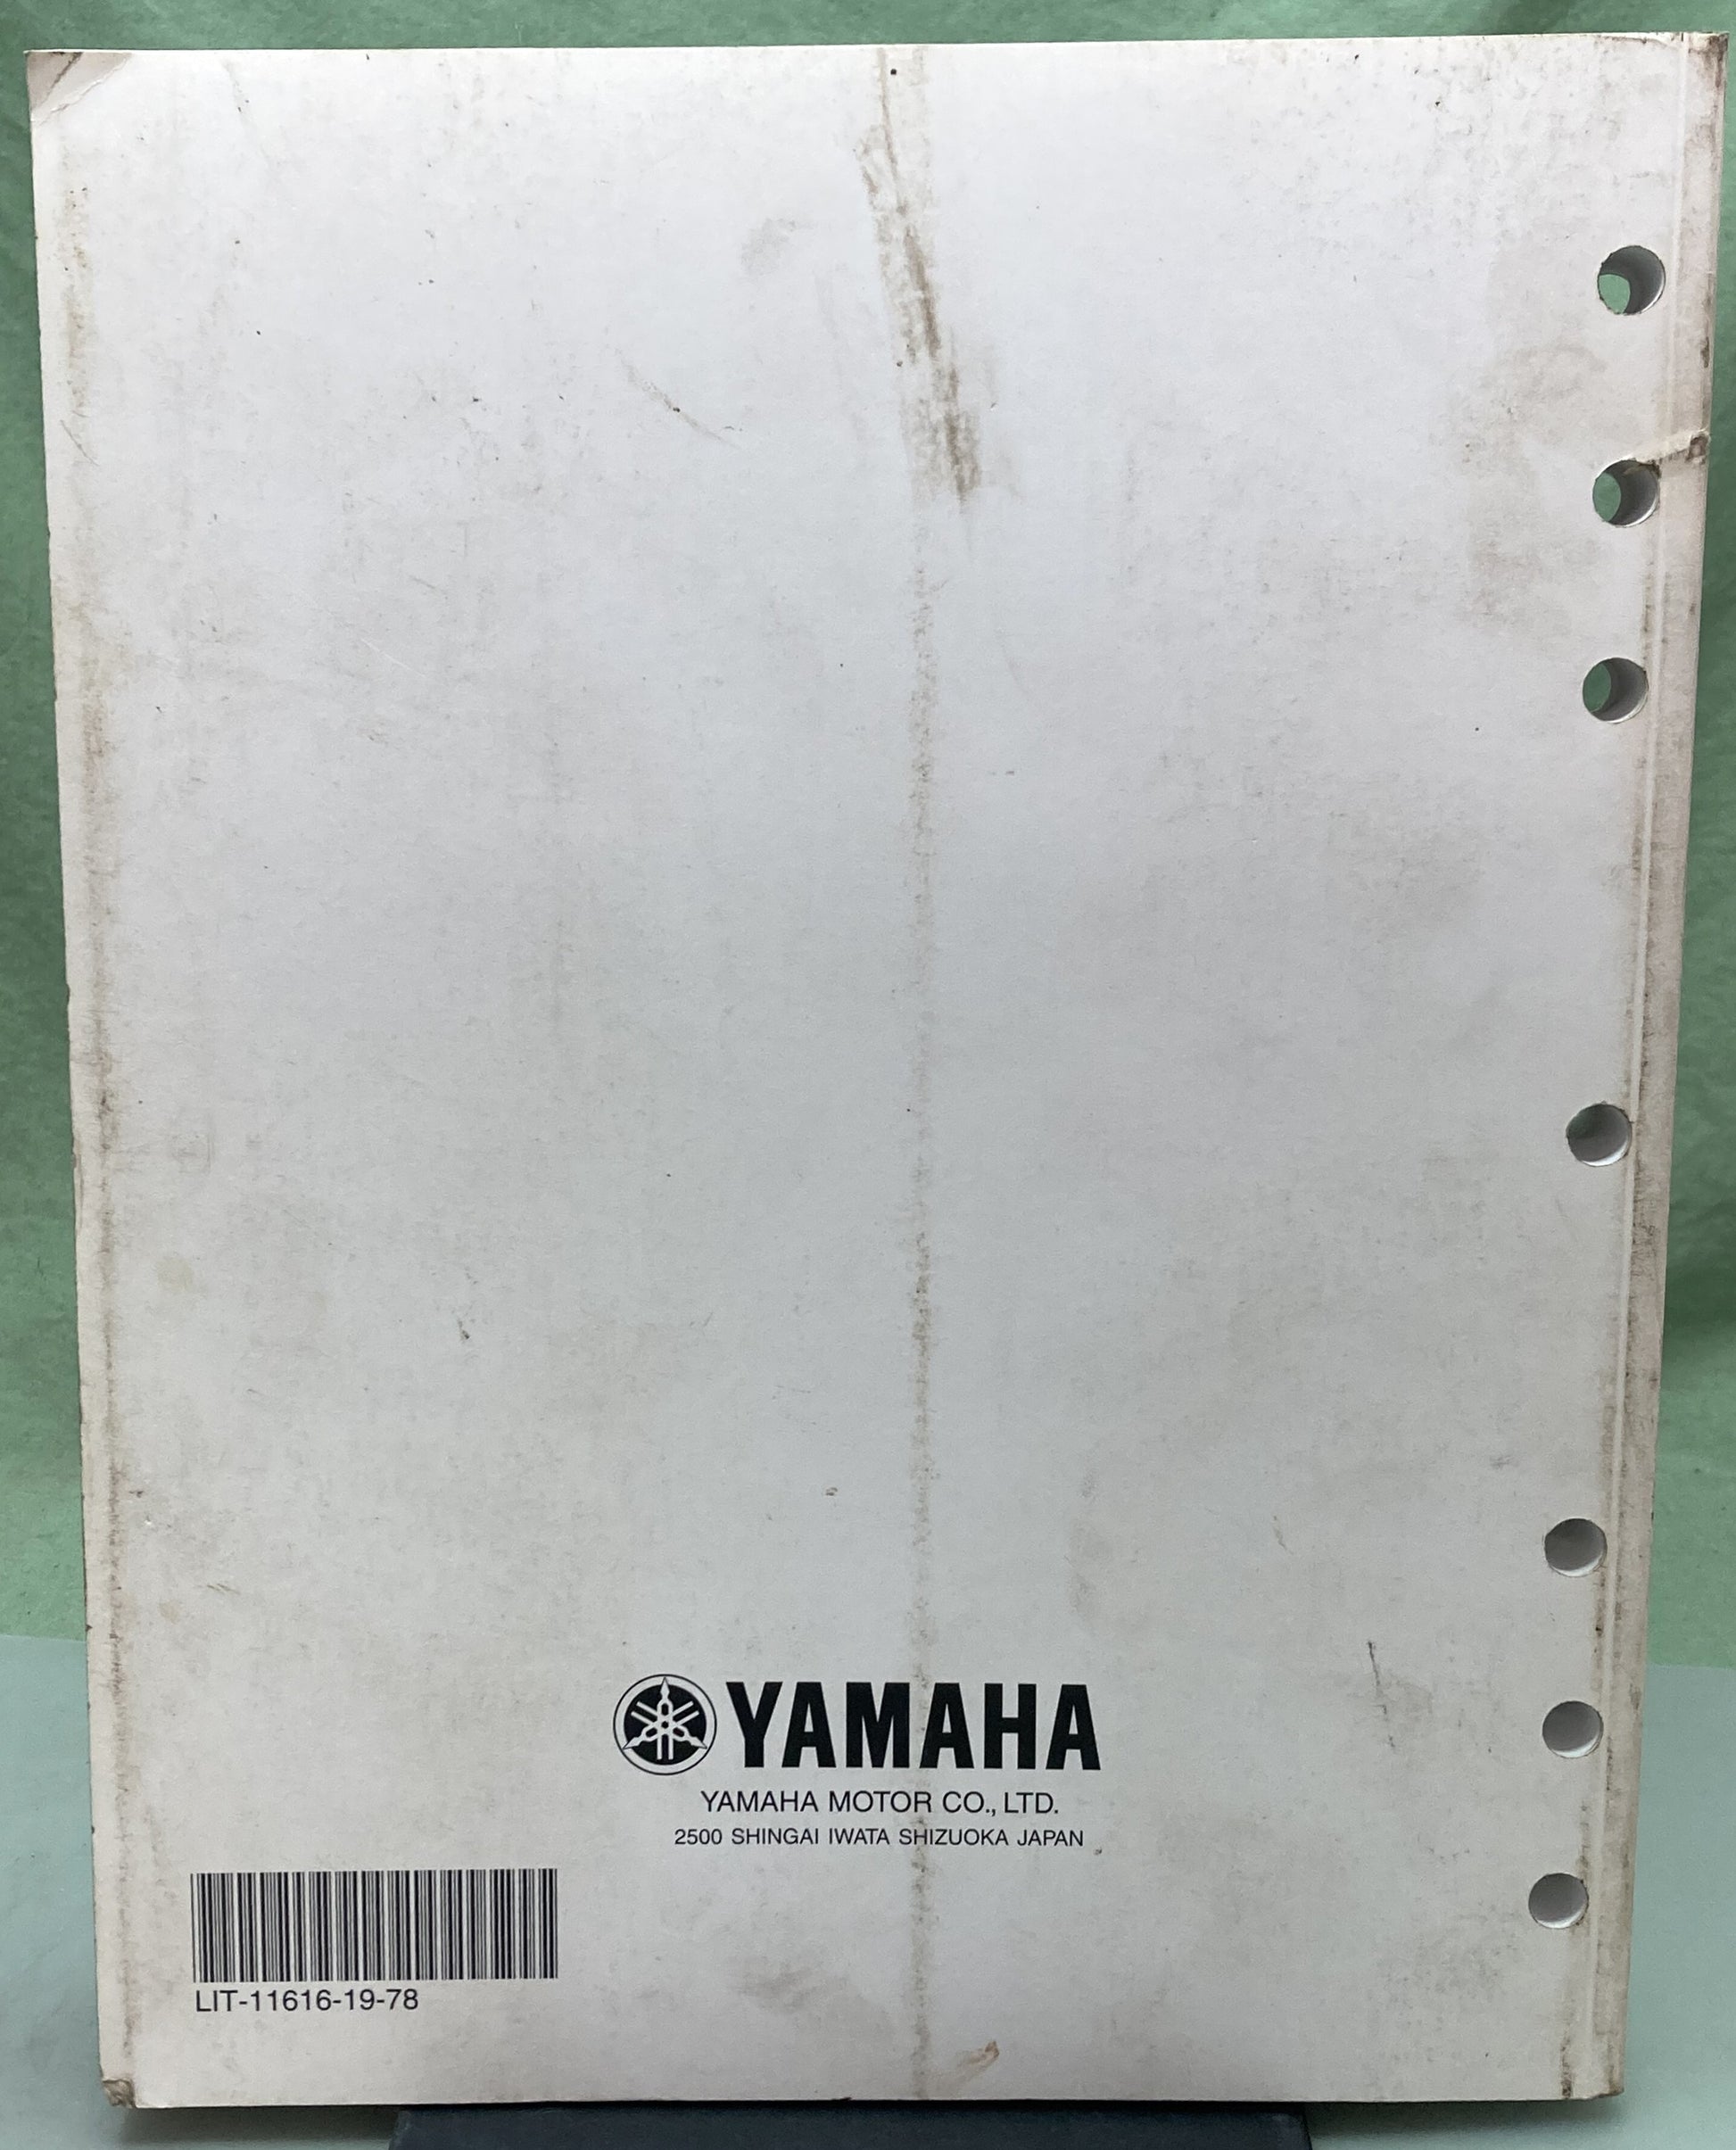 YAMAHA
YAMAHA MOTOR CO., LTD.
2500 SHINGAI IWATA SHIZUOKA JAPAN
LIT-11616-19-78